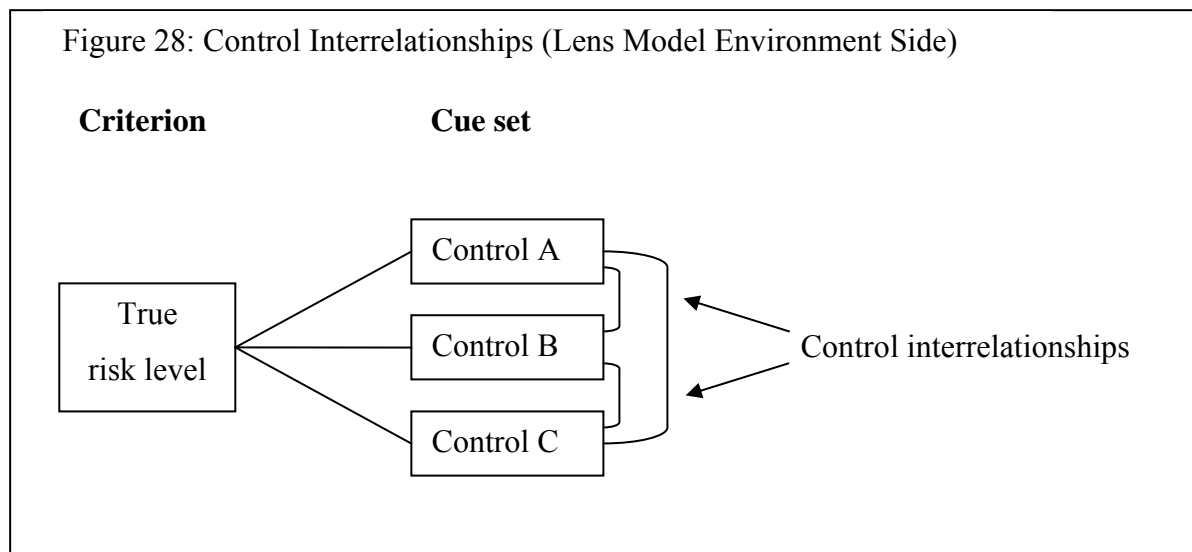 Figure 28: Control Interrelationships (Lens Model Environment Side)
Criterion
Cue set
Control A
True
risk level
Control B
Control interrelationships
Control C